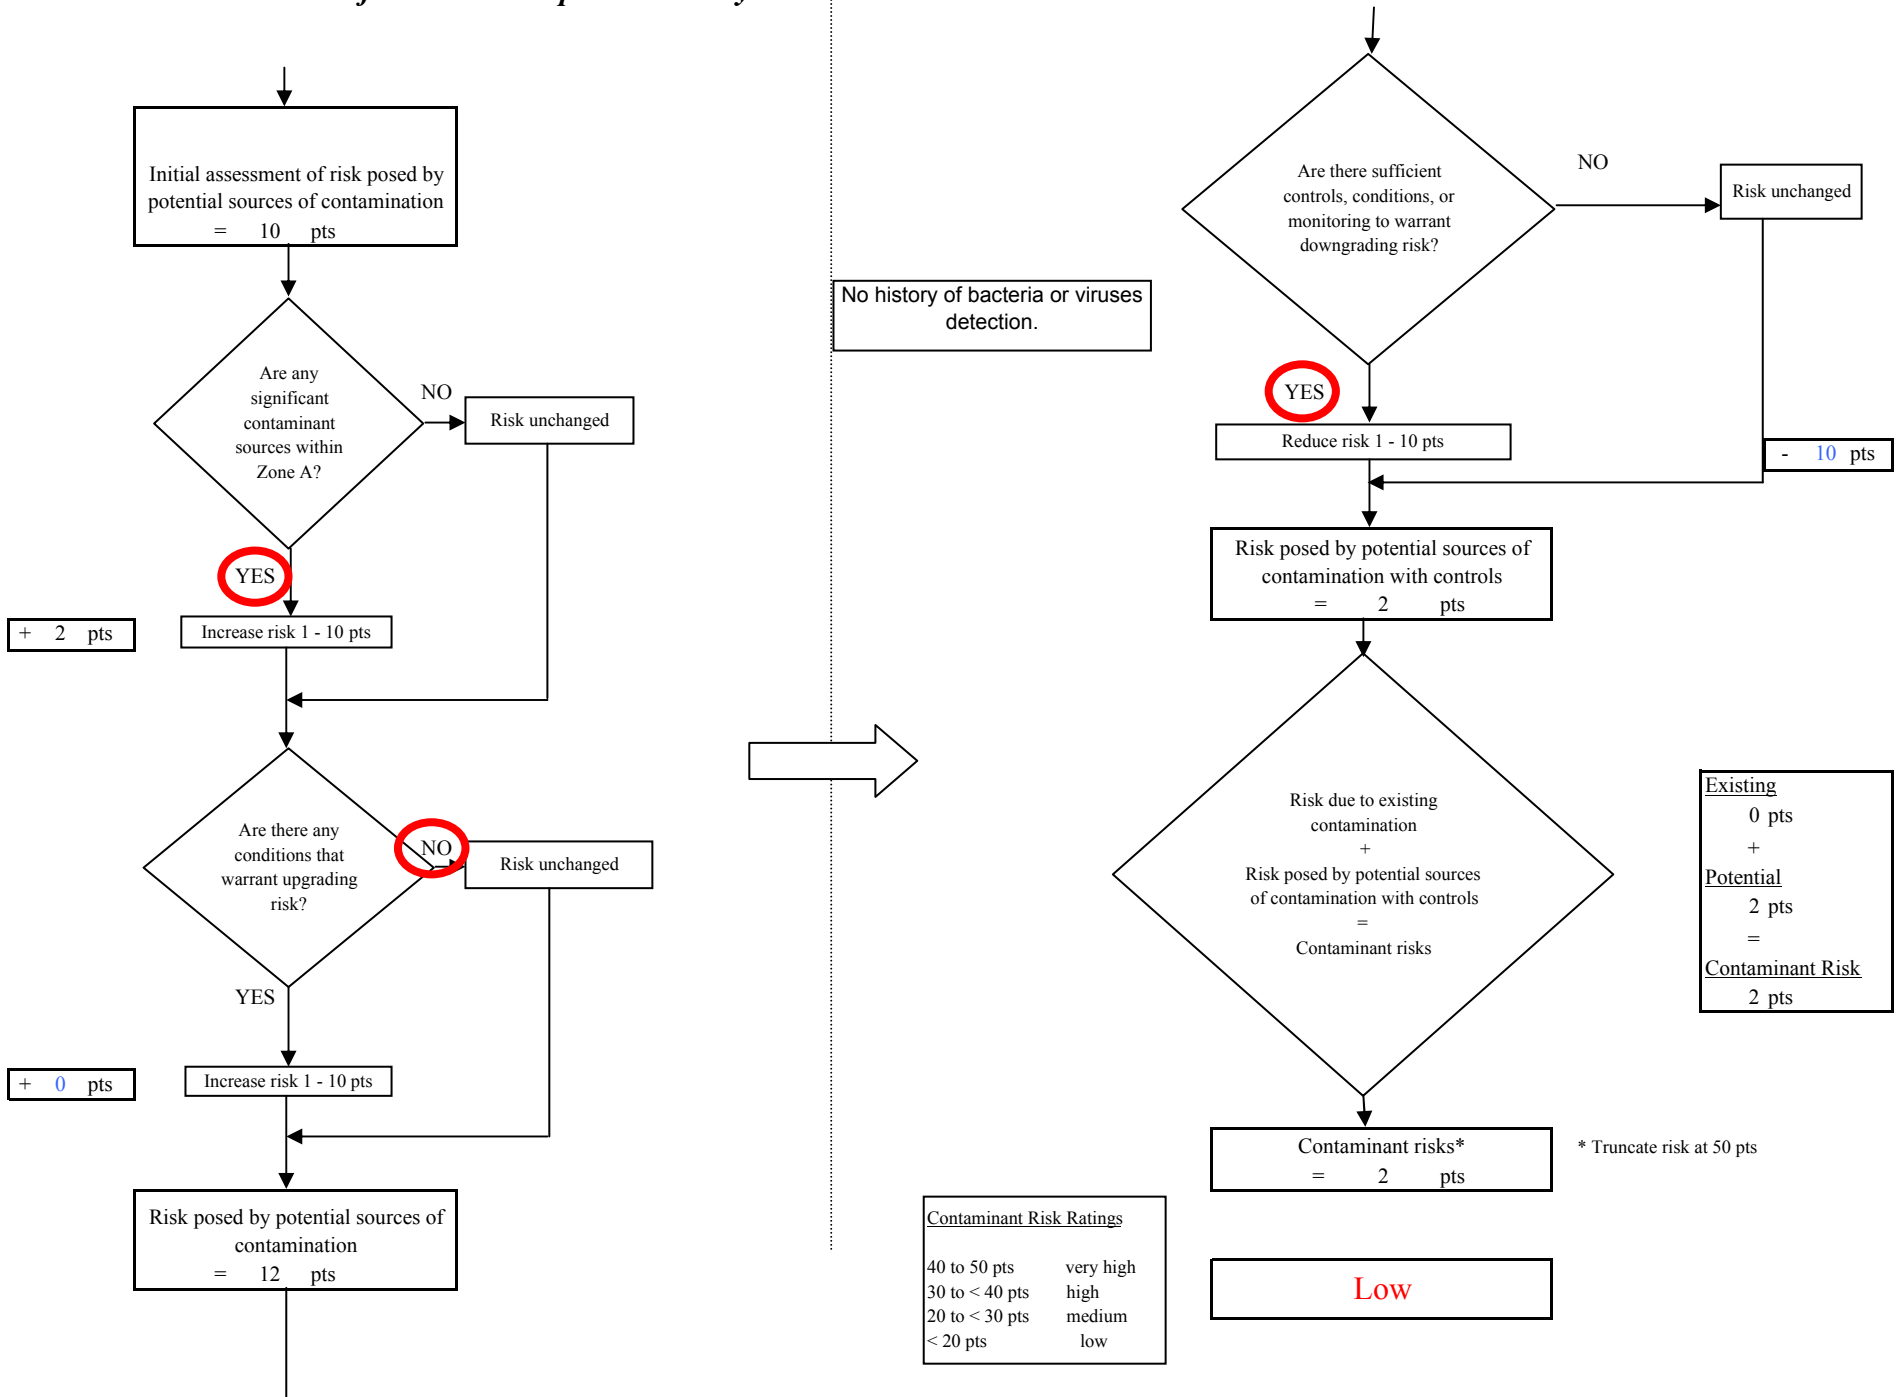 Initial assessment of risk posed by
potential sources of contamination
= 10 pts
Are any
significant
contaminant
sources within
Zone A?
NO
Risk unchanged
YES
+ 2 pts
Increase risk 1 - 10 pts
Are there any
conditions that
warrant upgrading
risk?
NO
Risk unchanged
YES
+ 0 pts
Increase risk 1 - 10 pts
Risk posed by potential sources of
contamination
= 12 pts
Are there sufficient
controls, conditions, or
monitoring to warrant
downgrading risk?
NO
Risk unchanged
No history of bacteria or viruses
detection.
YES
Reduce risk 1 - 10 pts
- 10 pts
Risk posed by potential sources of
contamination with controls
= 2 pts
Risk due to existing
contamination
+
Risk posed by potential sources
of contamination with controls
=
Contaminant risks
Existing
0 pts
+
Potential
2 pts
=
Contaminant Risk
2 pts
Contaminant risks*
= 2 pts
* Truncate risk at 50 pts
Contaminant Risk Ratings
40 to 50 pts very high
30 to < 40 pts high
20 to < 30 pts medium
< 20 pts low
Low